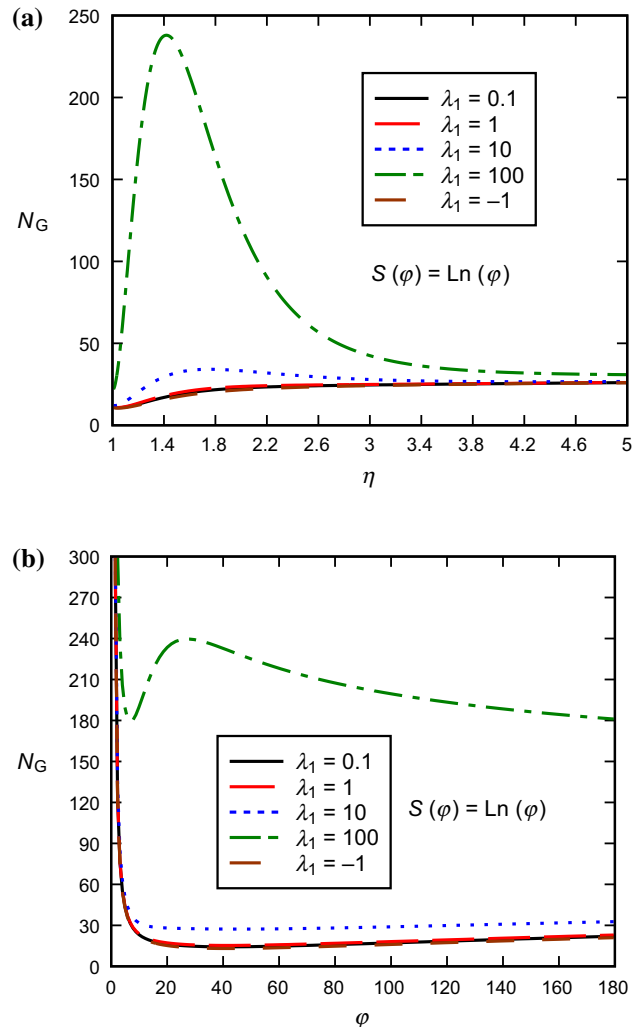 (a)
250
200
150
100
50
0
N_G
λ₁ = 0.1
λ₁ = 1
λ₁ = 10
λ₁ = 100
λ₁ = –1
S (φ) = Ln (φ)
1 1.4 1.8 2.2 2.6 3 3.4 3.8 4.2 4.6 5
η
(b)
300
270
240
210
180
150
120
90
60
30
0
N_G
λ₁ = 0.1
λ₁ = 1
λ₁ = 10
λ₁ = 100
λ₁ = –1
S (φ) = Ln (φ)
0 20 40 60 80 100 120 140 160 180
φ